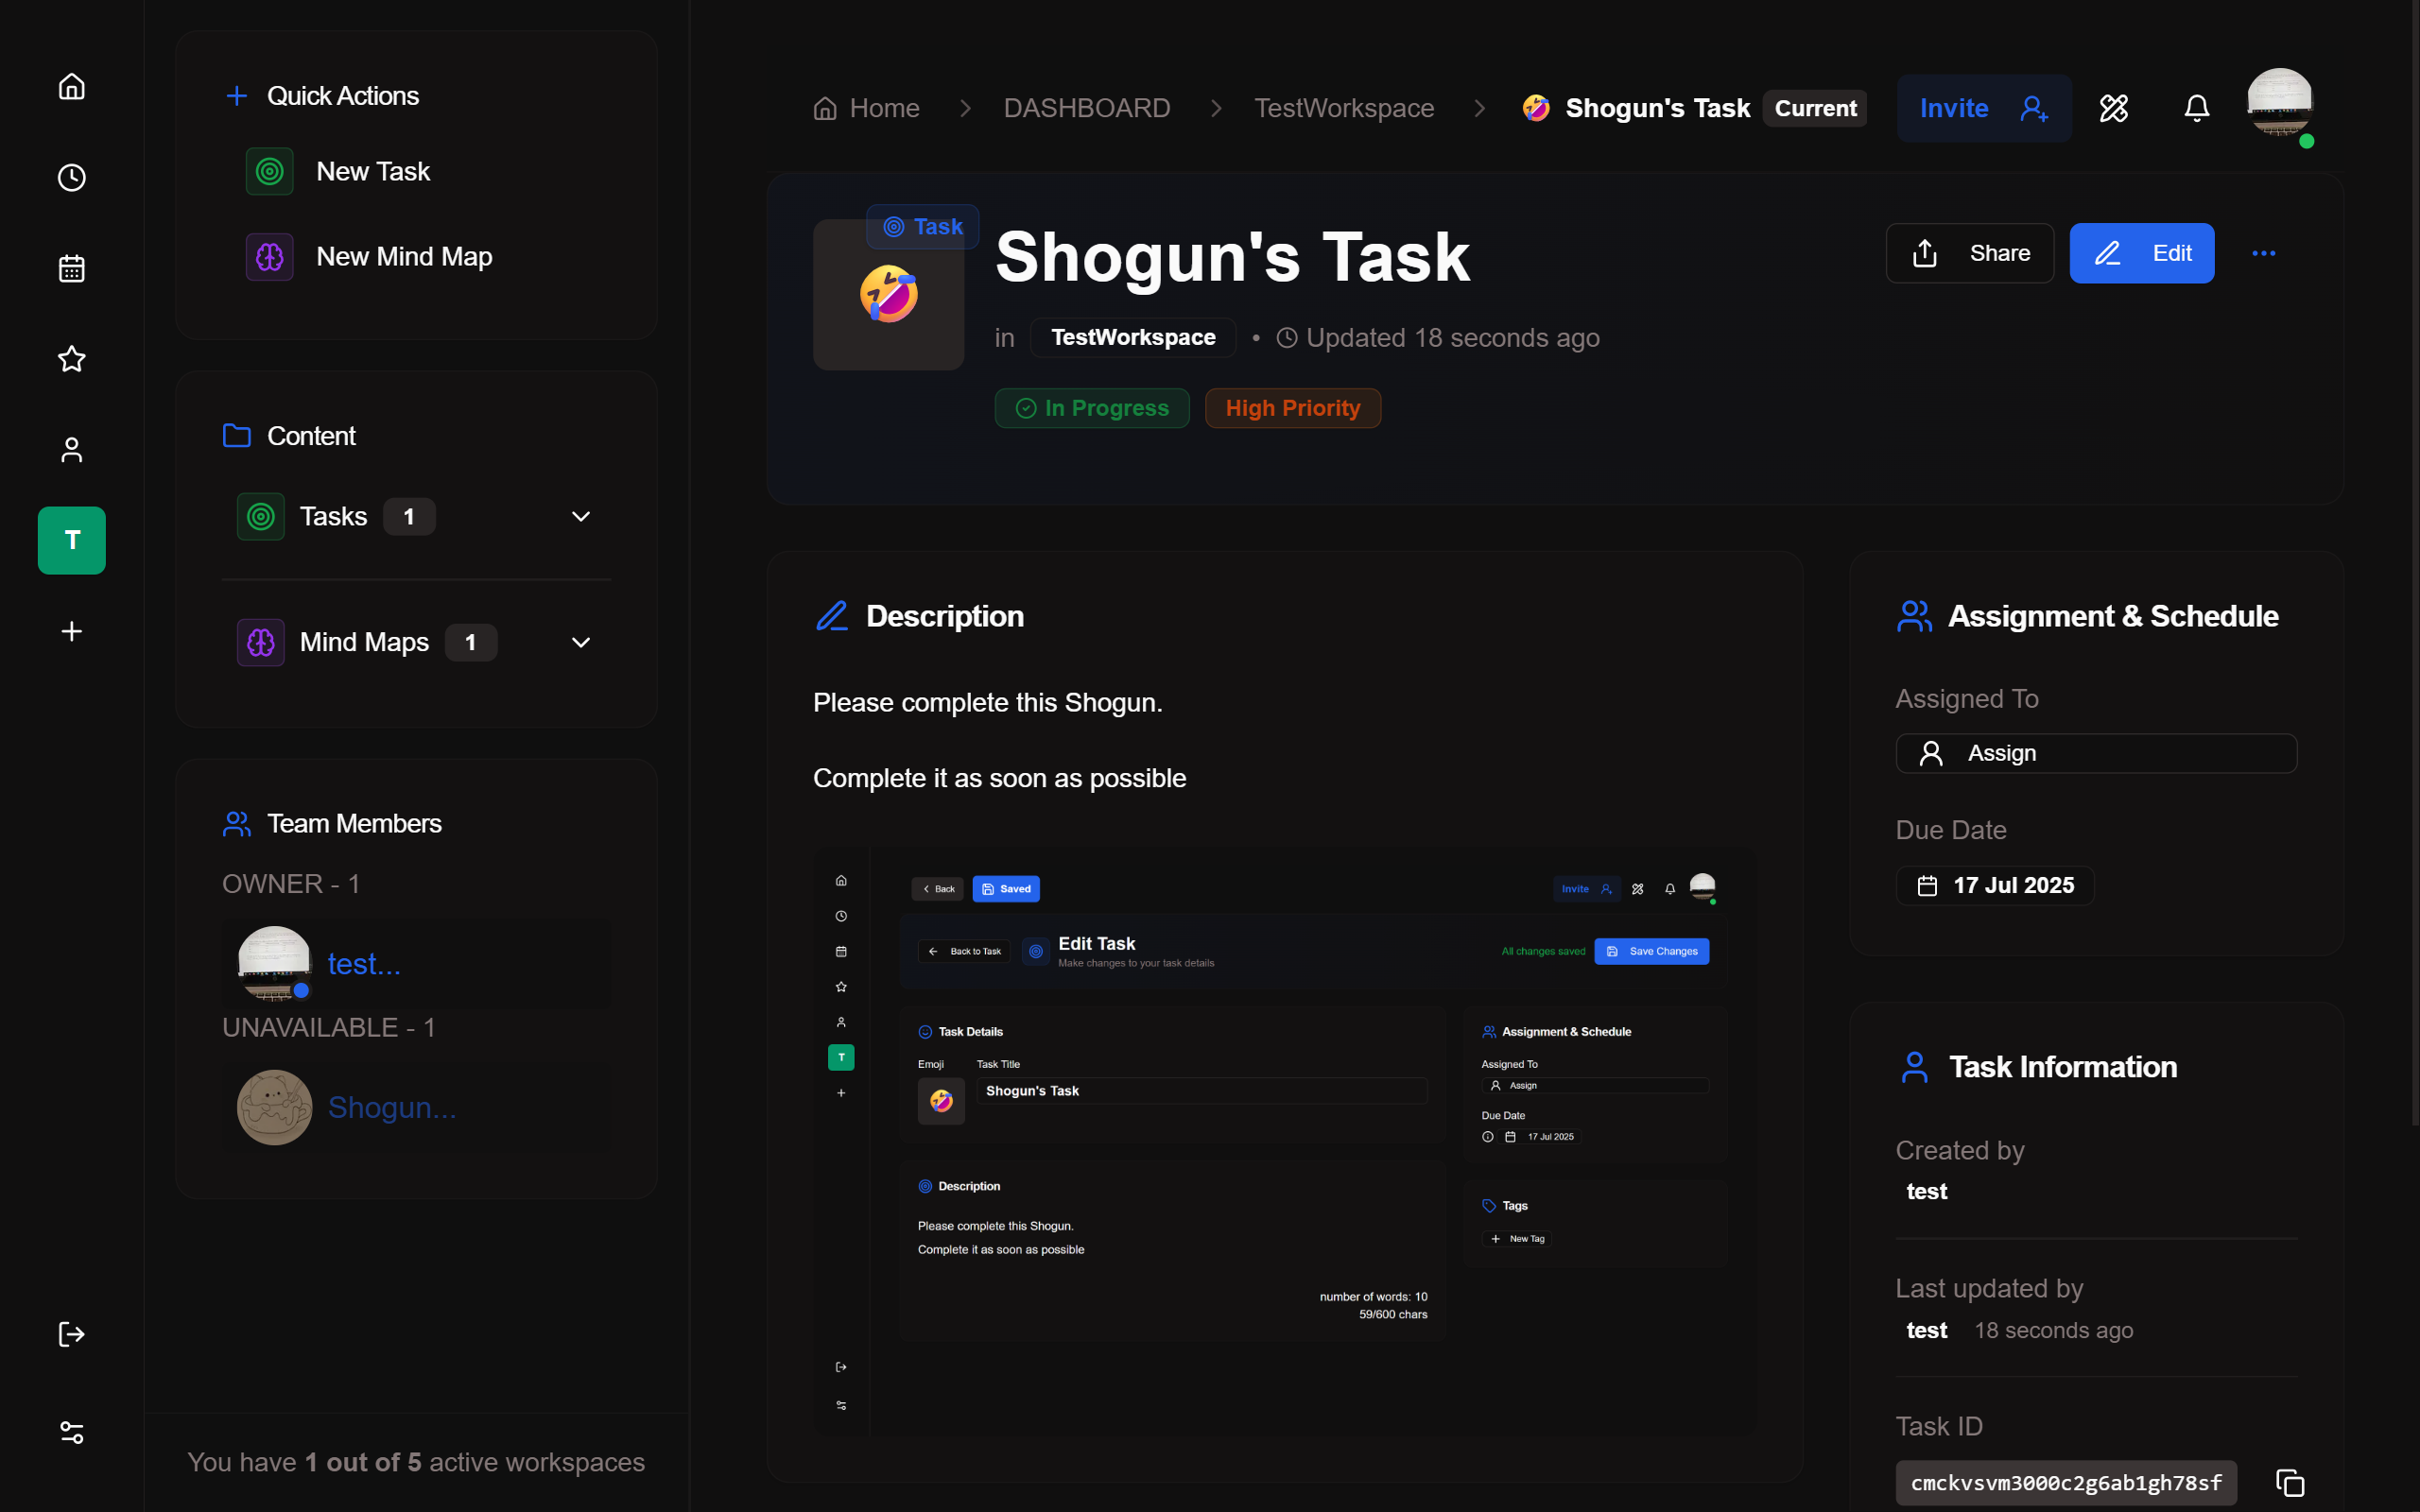 Quick Actions
New Task
New Mind Map
T
Content
Tasks 1
Mind Maps 1
Team Members
OWNER - 1
test...
UNAVAILABLE - 1
Shogun...
You have 1 out of 5 active workspaces
Home > DASHBOARD > TestWorkspace > Shogun's Task Current
Invite
Task
Shogun's Task
in TestWorkspace • Updated 18 seconds ago
In Progress High Priority
Share
Edit
Description
Please complete this Shogun.
Complete it as soon as possible
Back Saved
Invite
Back to Task
Edit Task
Make changes to your task details
All changes saved
Save Changes
T
Task Details
Emoji Task Title
Shogun's Task
Description
Please complete this Shogun.
Complete it as soon as possible
number of words: 10
59/600 chars
Assignment & Schedule
Assigned To
Assign
Due Date
17 Jul 2025
Tags
New Tag
Assignment & Schedule
Assigned To
Assign
Due Date
17 Jul 2025
Task Information
Created by
test
Last updated by
test 18 seconds ago
Task ID
cmckvsvm3000c2g6ab1gh78sf